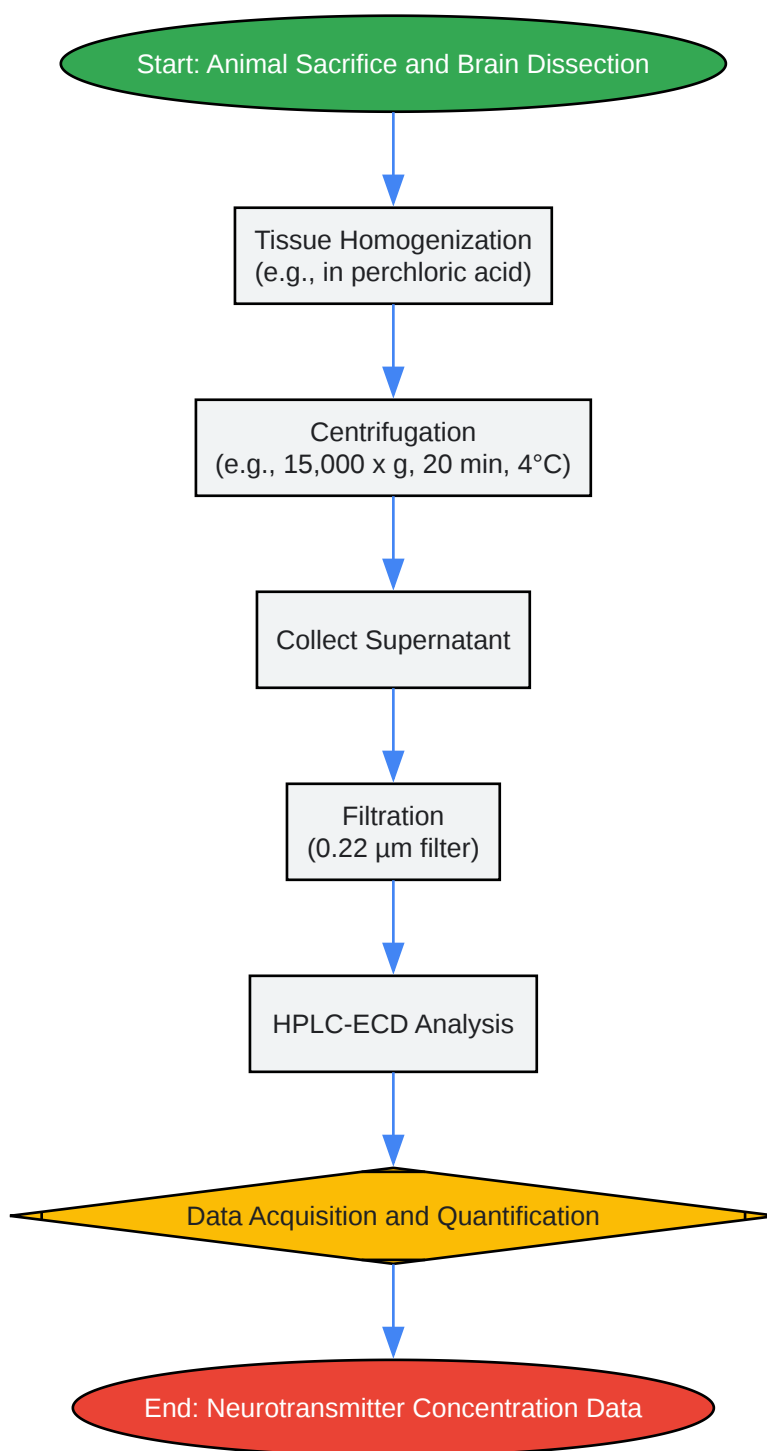 Start: Animal Sacrifice and Brain Dissection
Tissue Homogenization
(e.g., in perchloric acid)
Centrifugation
(e.g., 15,000 x g, 20 min, 4°C)
Collect Supernatant
Filtration
(0.22 µm filter)
HPLC-ECD Analysis
Data Acquisition and Quantification
End: Neurotransmitter Concentration Data